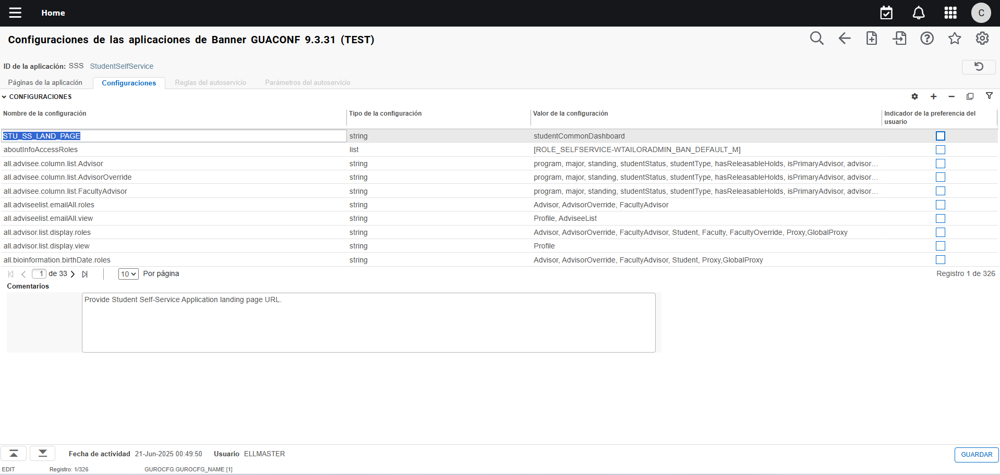 Home
C
Configuraciones de las aplicaciones de Banner GUACONF 9.3.31 (TEST)
ID de la aplicación: SSS StudentSelfService
Páginas de la aplicación Configuraciones Reglas del autoservicio Parámetros del autoservicio
CONFIGURACIONES
Nombre de la configuración Tipo de la configuración Valor de la configuración Indicador de la preferencia del usuario
STU_SS_LAND_PAGE string studentCommonDashboard
aboutInfoAccessRoles list [ROLE_SELFSERVICE-WTAILORADMIN_BAN_DEFAULT_M]
all.advisee.column.list.Advisor string program, major, standing, studentStatus, studentType, hasReleasableHolds, isPrimaryAdvisor, advisor...
all.advisee.column.list.AdvisorOverride string program, major, standing, studentStatus, studentType, hasReleasableHolds, isPrimaryAdvisor, advisor...
all.advisee.column.list.FacultyAdvisor string program, major, standing, studentStatus, studentType, hasReleasableHolds, isPrimaryAdvisor, advisor...
all.adviseelist.emailAll.roles string Advisor, AdvisorOverride, FacultyAdvisor
all.adviseelist.emailAll.view string Profile, AdviseeList
all.advisor.list.display.roles string Advisor, AdvisorOverride, FacultyAdvisor, Student, Faculty, FacultyOverride, Proxy,GlobalProxy
all.advisor.list.display.view string Profile
all.bioinformation.birthDate.roles string Advisor, AdvisorOverride, FacultyAdvisor, Student, Proxy,GlobalProxy
1 de 33 10 Por página Registro 1 de 326
Comentarios
Provide Student Self-Service Application landing page URL.
Fecha de actividad 21-Jun-2025 00:49:50 Usuario ELLMASTER GUARDAR
EDIT Registro: 1/326 GUROCFG.GUROCFG_NAME [1]